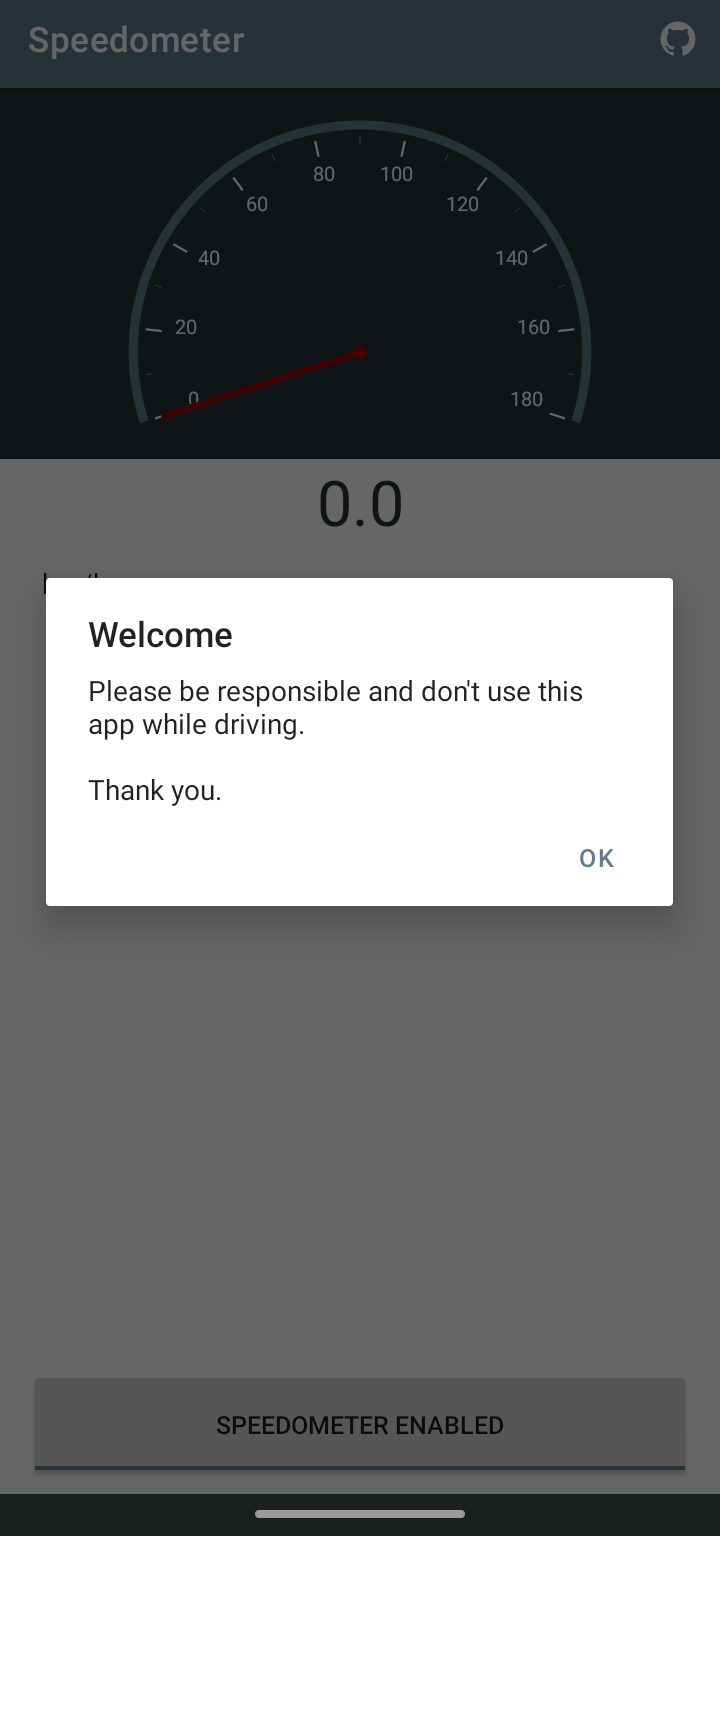 Speedometer
80 100
60 120
40 140
20 160
0 180
0.0
Welcome
Please be responsible and don't use this
app while driving.
Thank you.
OK
SPEEDOMETER ENABLED